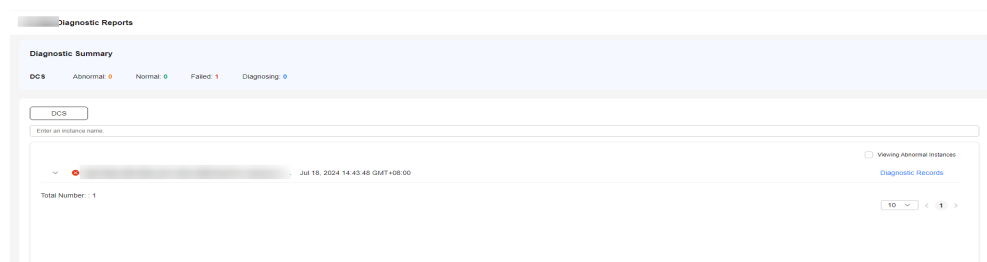 Diagnostic Reports
Diagnostic Summary
DCS Abnormal: 0 Normal: 0 Failed: 1 Diagnosing: 0
DCS
Enter an instance name.
Viewing Abnormal Instances
Jul 18, 2024 14:43:48 GMT+08:00 Diagnostic Records
Total Number: : 1
10 < 1 >